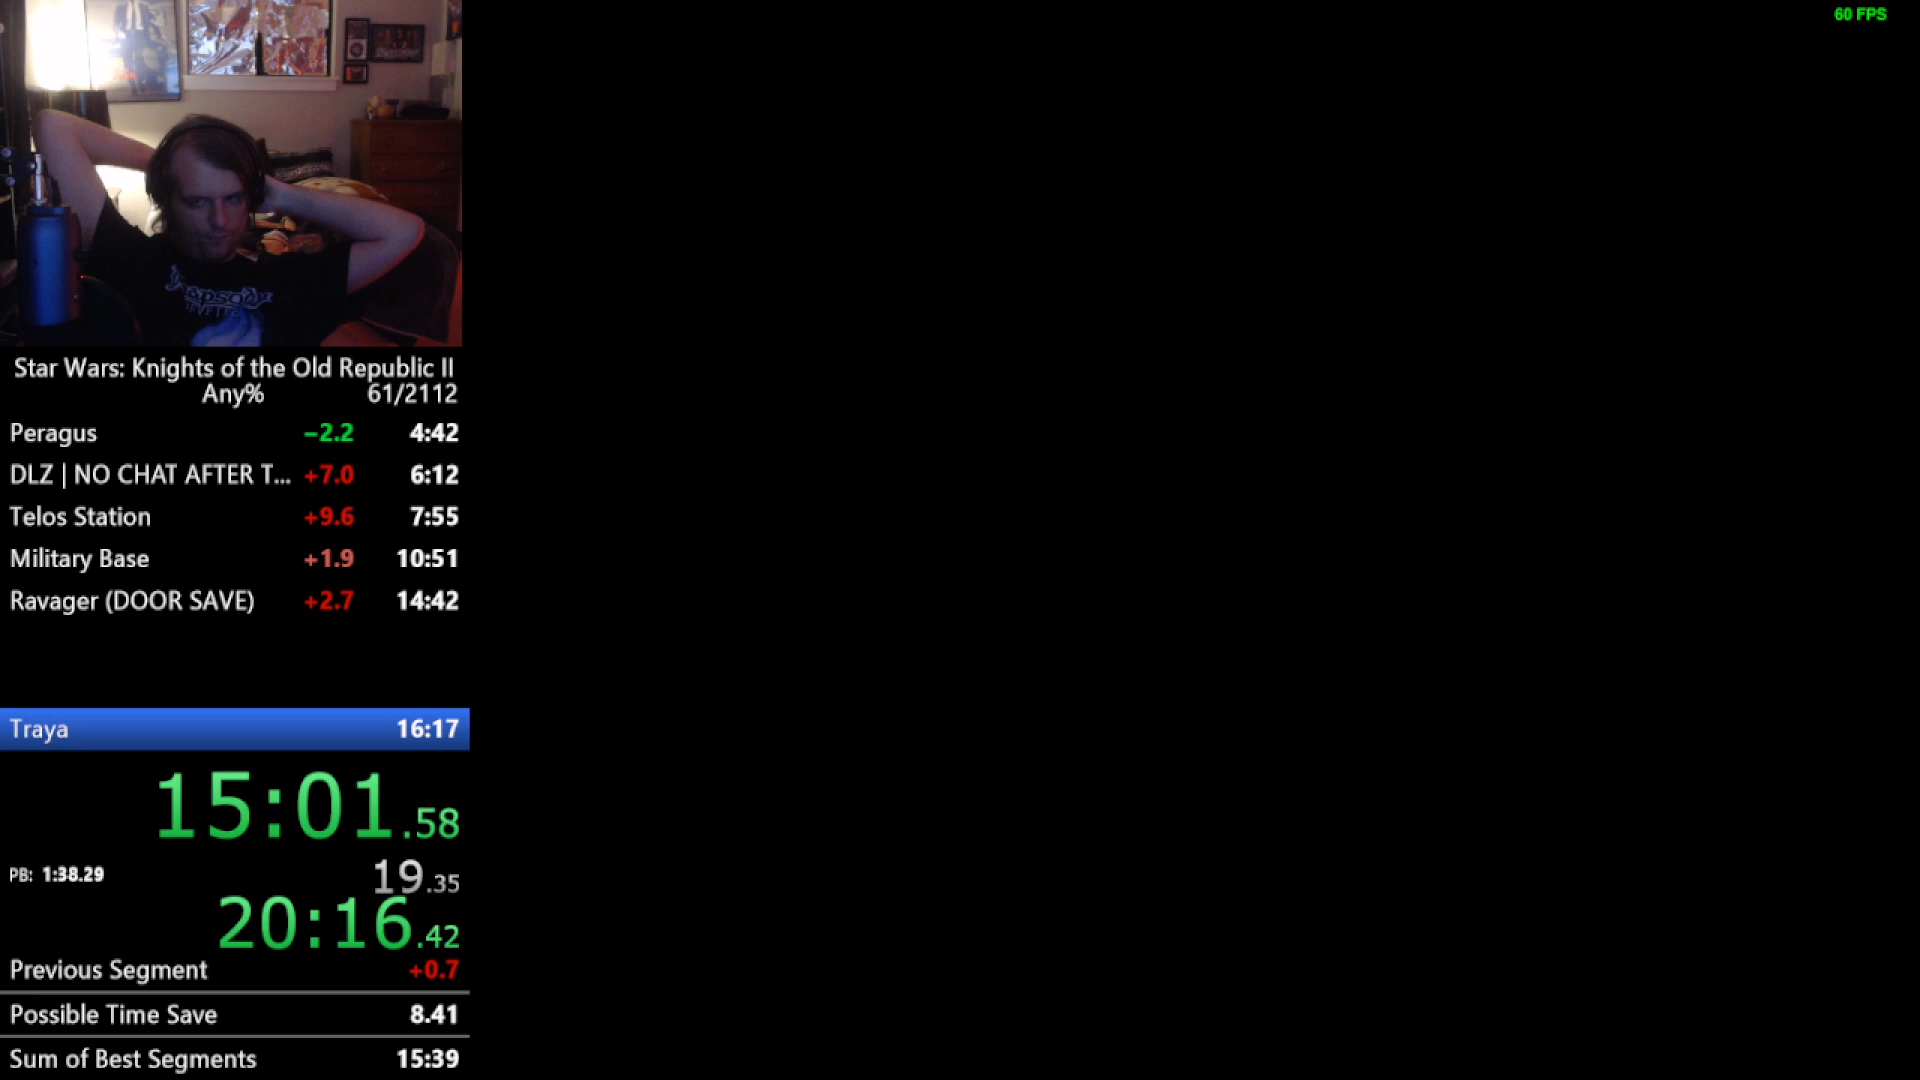 60 FPS
Rhapsody
Star Wars: Knights of the Old Republic II
Any% 61/2112
Peragus −2.2 4:42
DLZ | NO CHAT AFTER T... +7.0 6:12
Telos Station +9.6 7:55
Military Base +1.9 10:51
Ravager (DOOR SAVE) +2.7 14:42
Traya 16:17
15:01.58
PB: 1:38.29 19.35
20:16.42
Previous Segment +0.7
Possible Time Save 8.41
Sum of Best Segments 15:39